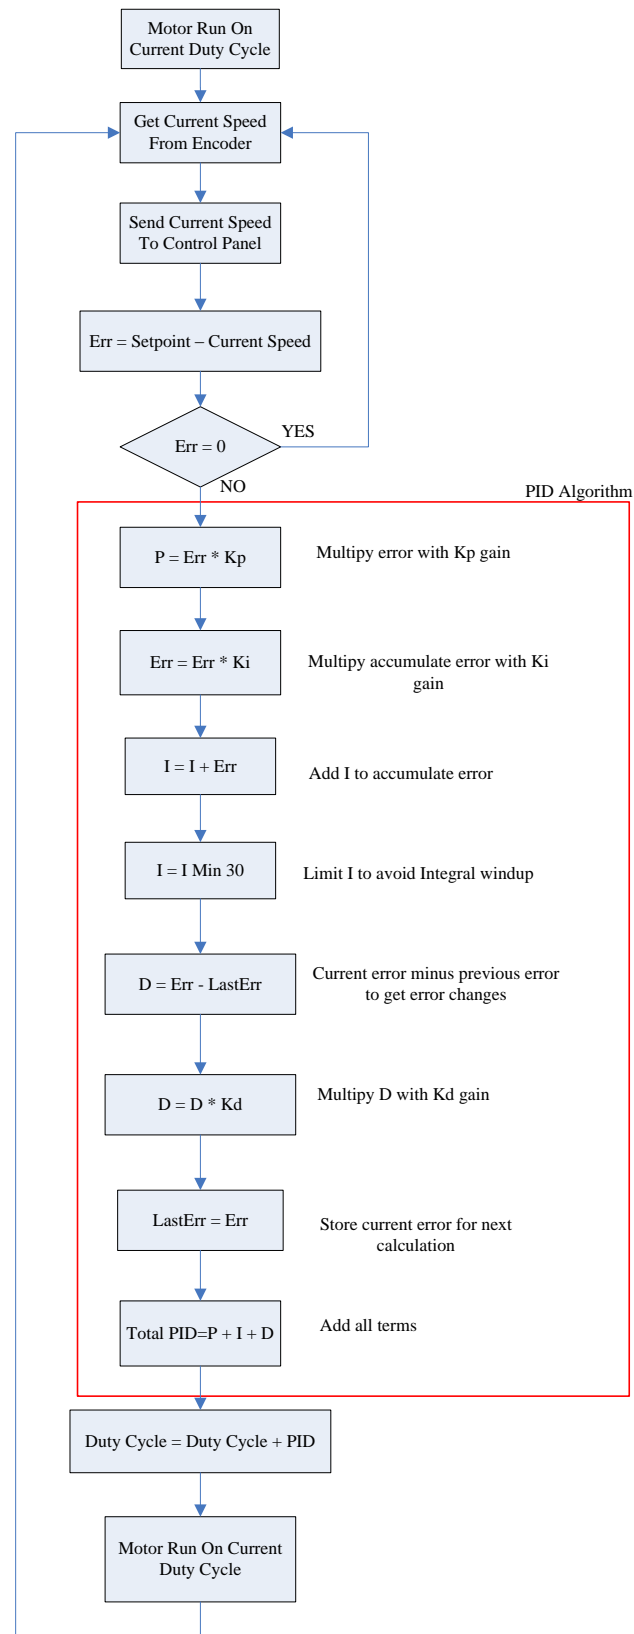 Motor Run On
Current Duty Cycle
Get Current Speed
From Encoder
Send Current Speed
To Control Panel
Err = Setpoint – Current Speed
Err = 0
YES
NO
PID Algorithm
P = Err * Kp
Multipy error with Kp gain
Err = Err * Ki
Multipy accumulate error with Ki
gain
I = I + Err
Add I to accumulate error
I = I Min 30
Limit I to avoid Integral windup
D = Err - LastErr
Current error minus previous error
to get error changes
D = D * Kd
Multipy D with Kd gain
LastErr = Err
Store current error for next
calculation
Total PID=P + I + D
Add all terms
Duty Cycle = Duty Cycle + PID
Motor Run On Current
Duty Cycle